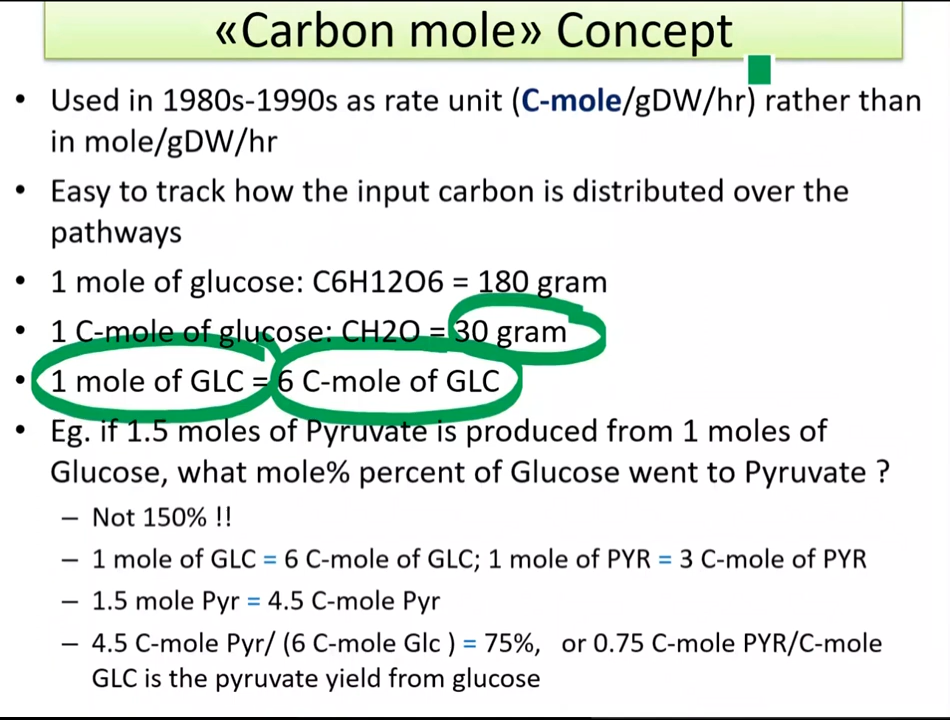 «Carbon mole» Concept
• Used in 1980s-1990s as rate unit (C-mole/gDW/hr) rather than
in mole/gDW/hr
• Easy to track how the input carbon is distributed over the
pathways
• 1 mole of glucose: C6H12O6 = 180 gram
• 1 C-mole of glucose: CH2O = 30 gram
• 1 mole of GLC = 6 C-mole of GLC
• Eg. if 1.5 moles of Pyruvate is produced from 1 moles of
Glucose, what mole% percent of Glucose went to Pyruvate ?
– Not 150% !!
– 1 mole of GLC = 6 C-mole of GLC; 1 mole of PYR = 3 C-mole of PYR
– 1.5 mole Pyr = 4.5 C-mole Pyr
– 4.5 C-mole Pyr/ (6 C-mole Glc ) = 75%, or 0.75 C-mole PYR/C-mole
GLC is the pyruvate yield from glucose